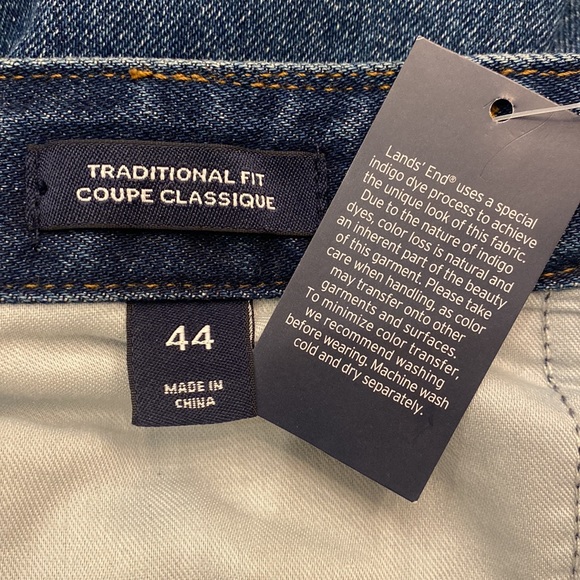 TRADITIONAL FIT
COUPE CLASSIQUE
44
MADE IN
CHINA
Lands' End® uses a special
indigo dye process to achieve
the unique look of this fabric.
Due to the nature of indigo
dyes, color loss is natural and
an inherent part of the beauty
of this garment. Please take
care when handling, as color
may transfer onto other
garments and surfaces.
To minimize color transfer,
we recommend washing
before wearing. Machine wash
cold and dry separately.